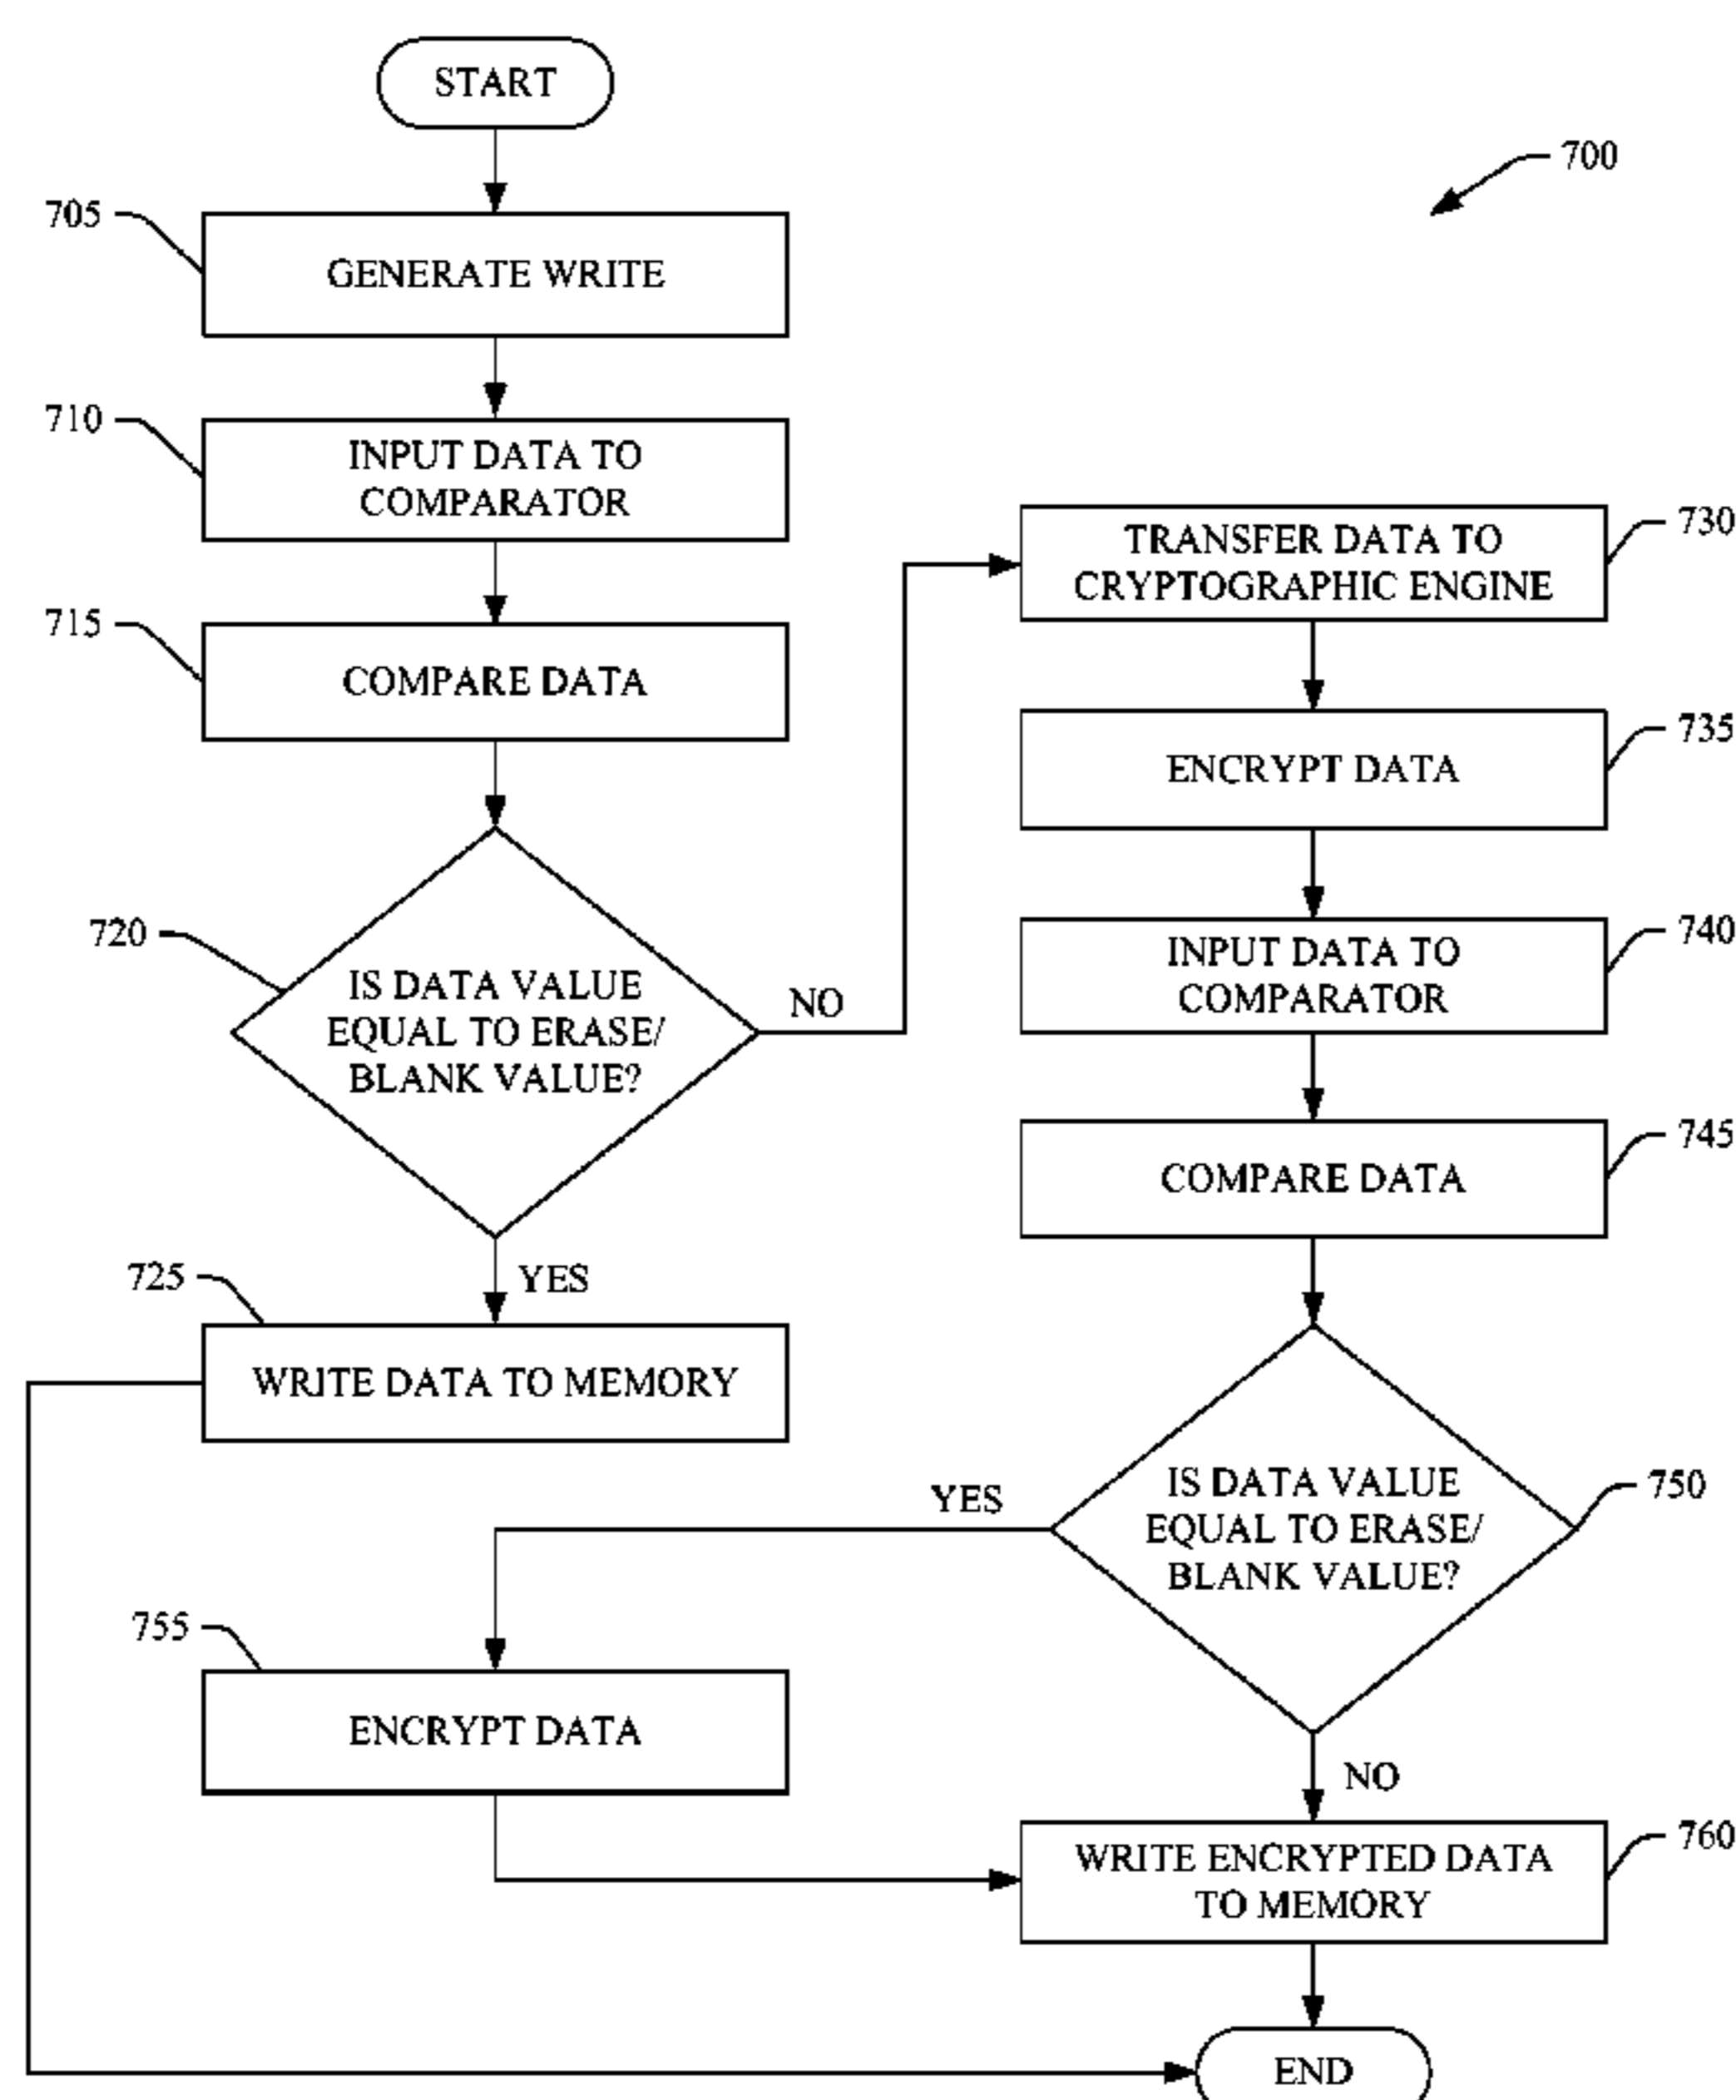 START
700
705
GENERATE WRITE
710
INPUT DATA TO
COMPARATOR
715
COMPARE DATA
720
IS DATA VALUE
EQUAL TO ERASE/
BLANK VALUE?
NO
YES
725
WRITE DATA TO MEMORY
730
TRANSFER DATA TO
CRYPTOGRAPHIC ENGINE
735
ENCRYPT DATA
740
INPUT DATA TO
COMPARATOR
745
COMPARE DATA
750
IS DATA VALUE
EQUAL TO ERASE/
BLANK VALUE?
YES
755
ENCRYPT DATA
NO
760
WRITE ENCRYPTED DATA
TO MEMORY
END